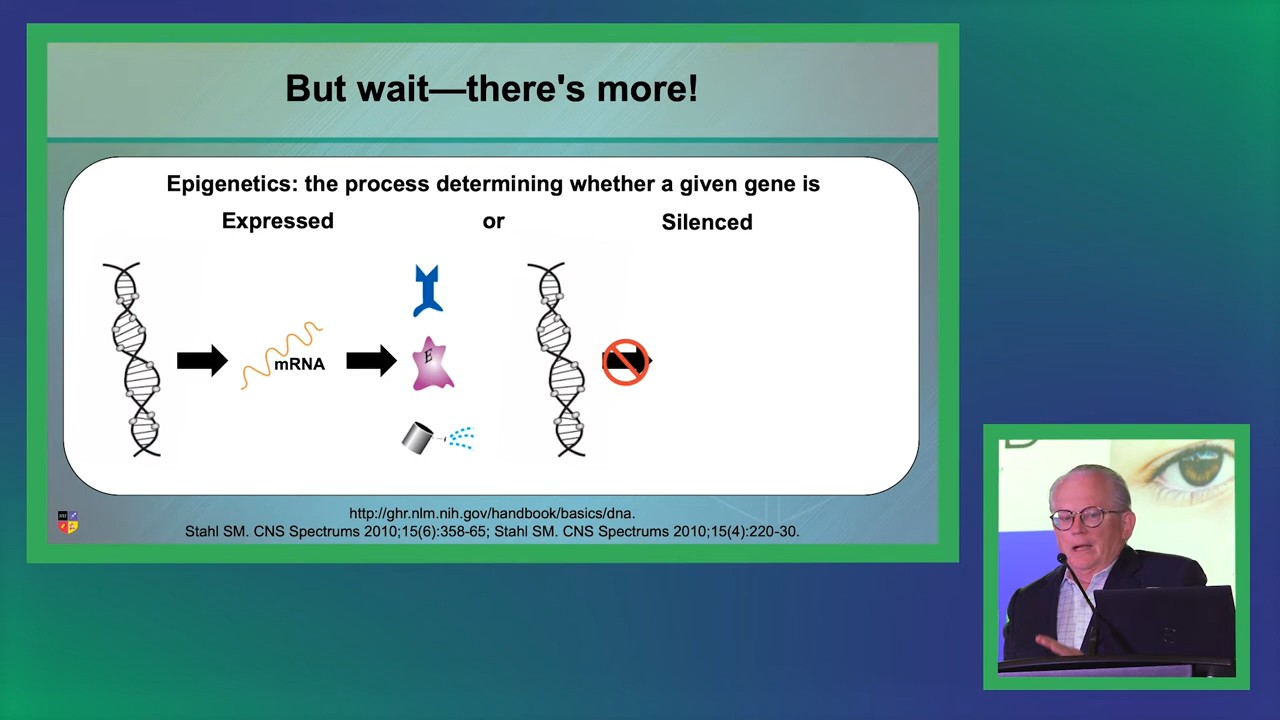 But wait—there's more!
Epigenetics: the process determining whether a given gene is
Expressed or Silenced
mRNA
E
http://ghr.nlm.nih.gov/handbook/basics/dna.
Stahl SM. CNS Spectrums 2010;15(6):358-65; Stahl SM. CNS Spectrums 2010;15(4):220-30.